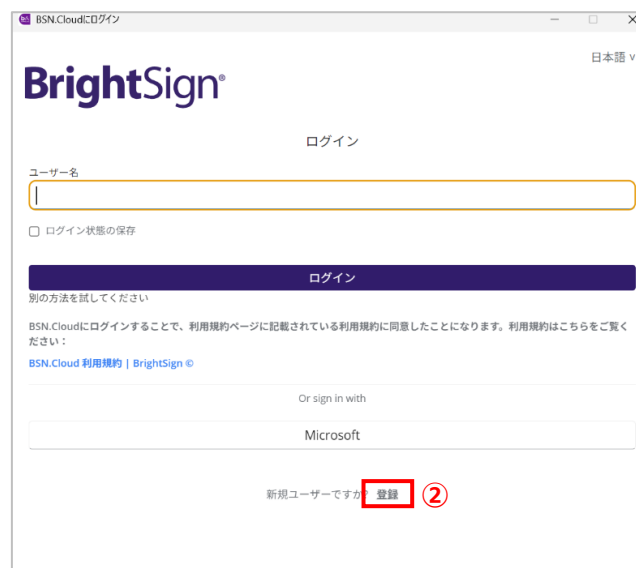 BSN.Cloudにログイン
日本語 ∨
BrightSign®
ログイン
ユーザー名
ログイン状態の保存
ログイン
別の方法を試してください
BSN.Cloudにログインすることで、利用規約ページに記載されている利用規約に同意したことになります。利用規約はこちらをご覧く
ださい：
BSN.Cloud 利用規約 | BrightSign ©
Or sign in with
Microsoft
新規ユーザーですか? 登録 ②